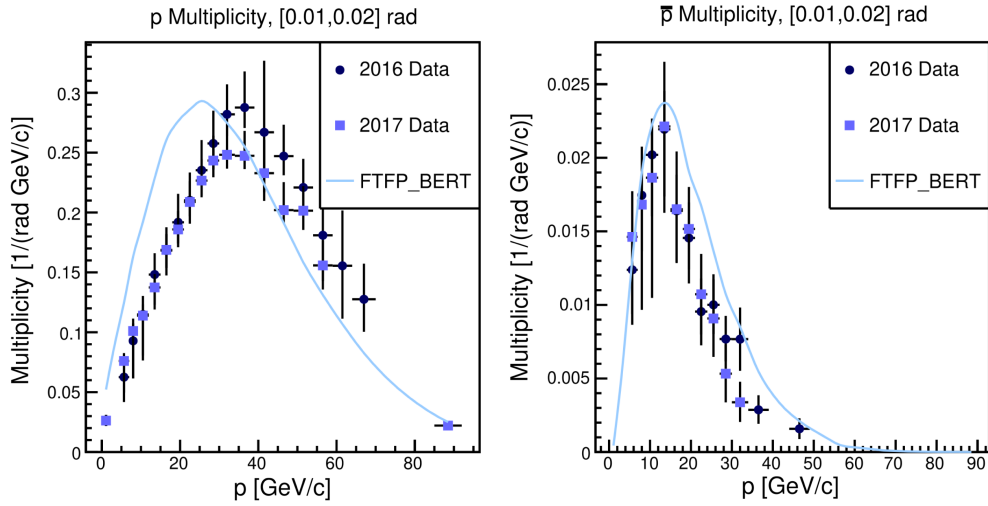 p Multiplicity, [0.01,0.02] rad
Multiplicity [1/(rad GeV/c)]
0.3
0.25
0.2
0.15
0.1
0.05
0
2016 Data
2017 Data
FTFP_BERT
0 20 40 60 80
p [GeV/c]
p̄ Multiplicity, [0.01,0.02] rad
Multiplicity [1/(rad GeV/c)]
0.025
0.02
0.015
0.01
0.005
0
2016 Data
2017 Data
FTFP_BERT
0 10 20 30 40 50 60 70 80 90
p [GeV/c]